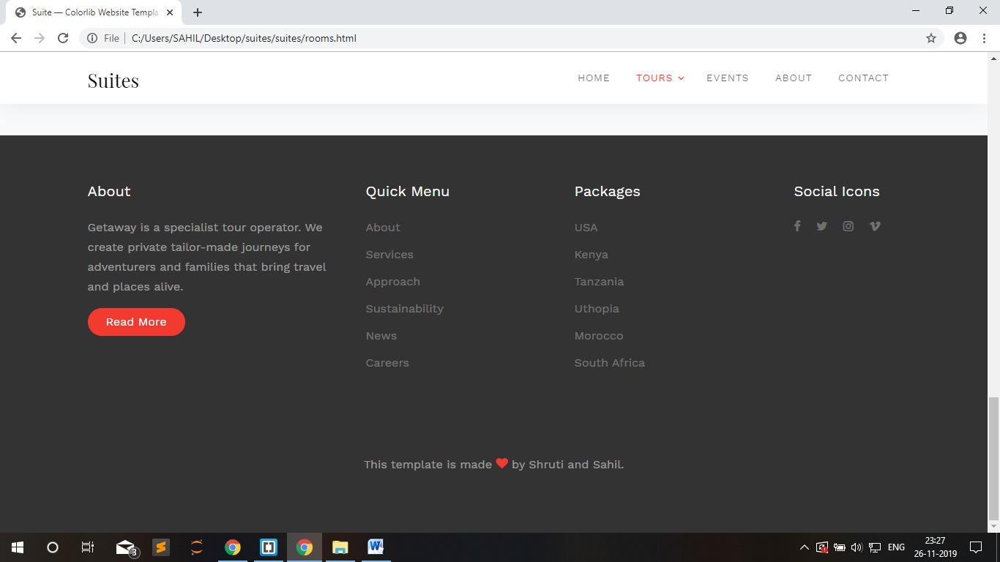 Suite — Colorlib Website Templa
File
C:/Users/SAHIL/Desktop/suites/suites/rooms.html
Suites
HOME TOURS EVENTS ABOUT CONTACT
About
Getaway is a specialist tour operator. We
create private tailor-made journeys for
adventurers and families that bring travel
and places alive.
Read More
Quick Menu
About
Services
Approach
Sustainability
News
Careers
Packages
USA
Kenya
Tanzania
Uthopia
Morocco
South Africa
Social Icons
This template is made by Shruti and Sahil.
3
ENG
23:27
26-11-2019